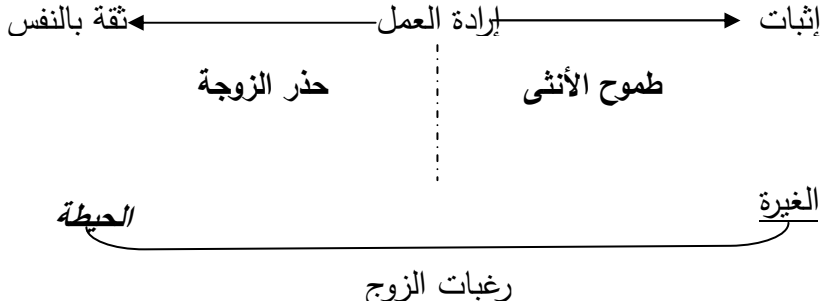 إثبات إرادة العمل ثقة بالنفس
طموح الأنثى حذر الزوجة
الغيرة الحيطة
رغبات الزوج